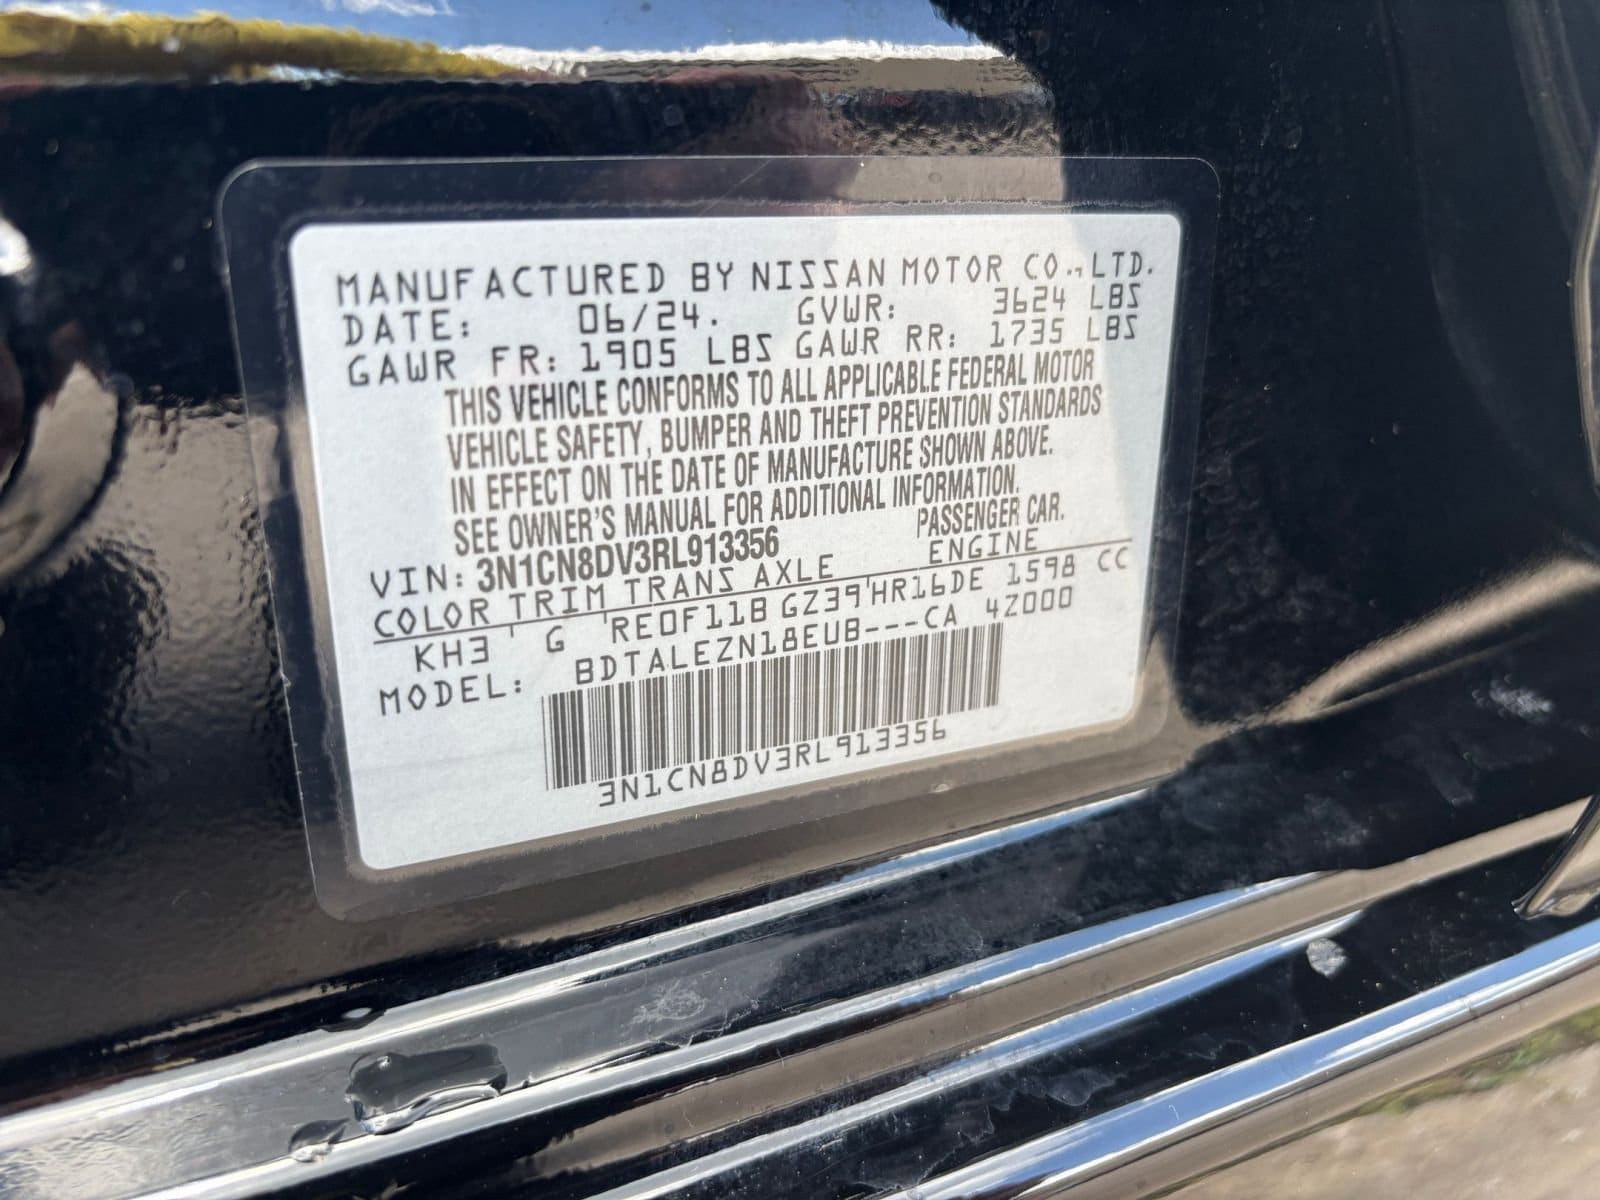 MANUFACTURED BY NISSAN MOTOR CO., LTD.
DATE: 06/24. GVWR: 3624 LBS
GAWR FR: 1905 LBS GAWR RR: 1735 LBS
THIS VEHICLE CONFORMS TO ALL APPLICABLE FEDERAL MOTOR
VEHICLE SAFETY, BUMPER AND THEFT PREVENTION STANDARDS
IN EFFECT ON THE DATE OF MANUFACTURE SHOWN ABOVE.
SEE OWNER'S MANUAL FOR ADDITIONAL INFORMATION.
VIN: 3N1CN8DV3RL913356 PASSENGER CAR.
COLOR TRIM TRANS AXLE ENGINE
KH3 G RE0F11B GZ39 HR16DE 1598 CC
MODEL: BDTALEZN18EUB---CA 4Z000
3N1CN8DV3RL913356